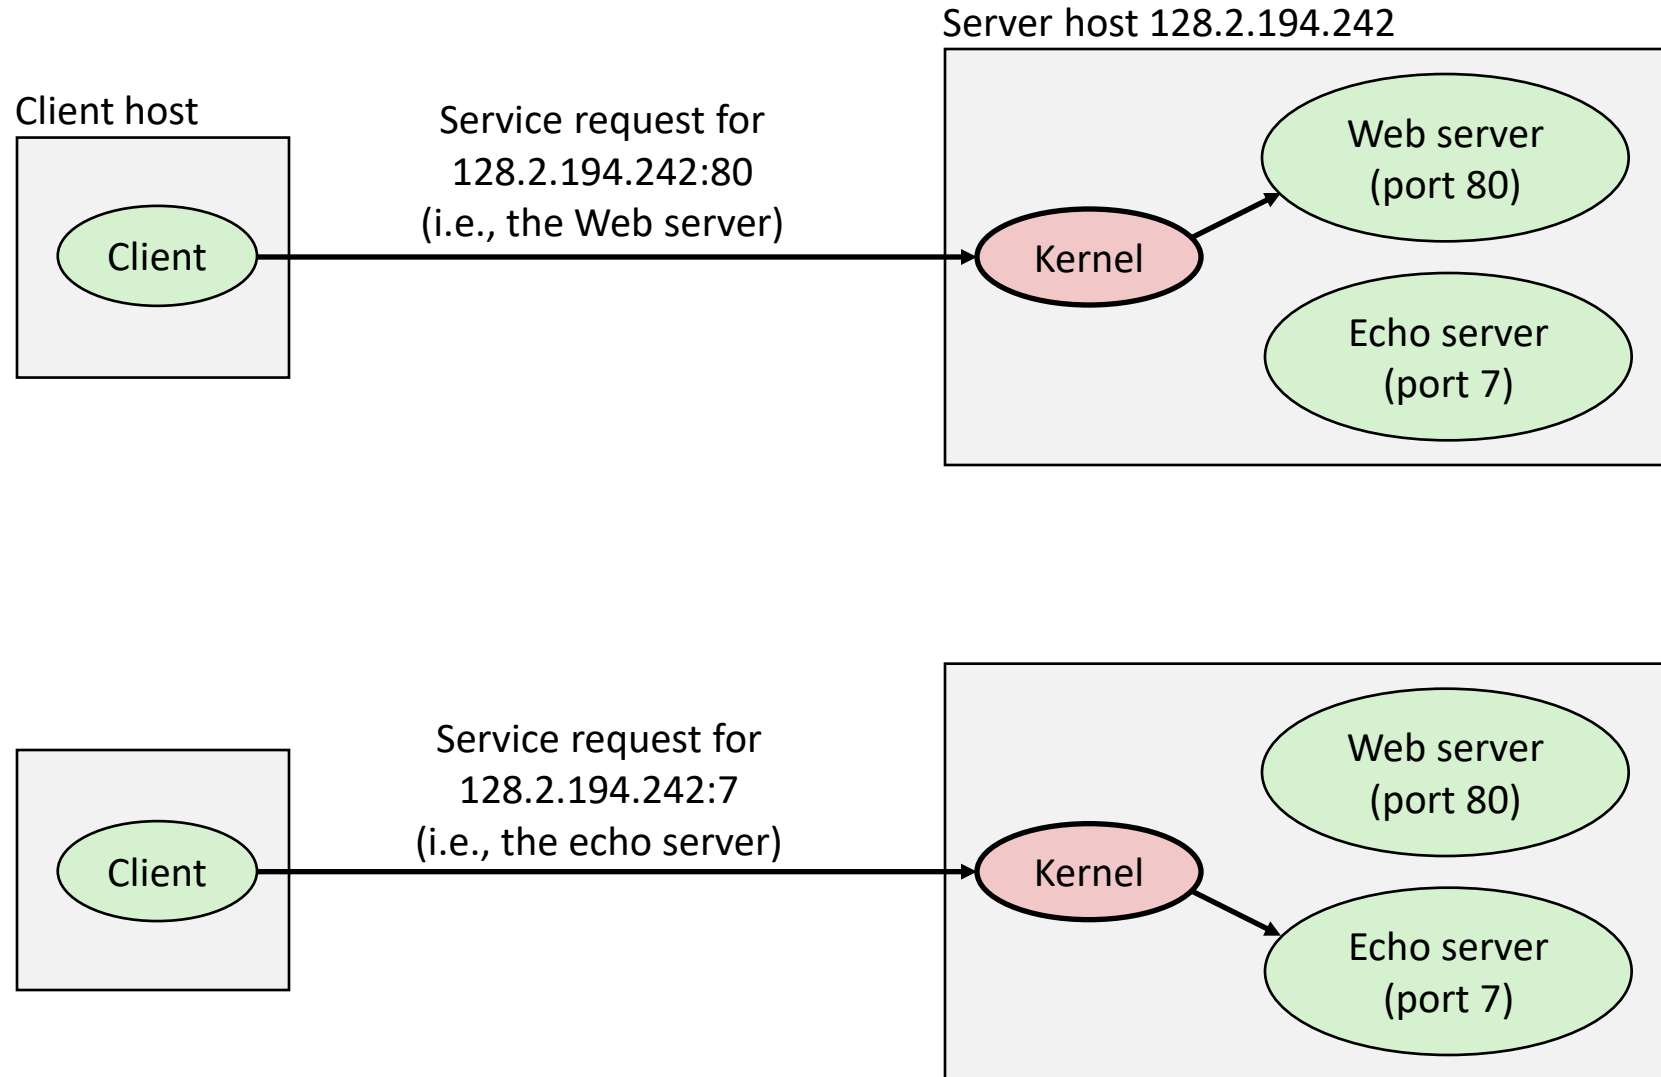 Server host 128.2.194.242
Client host
Service request for
128.2.194.242:80
(i.e., the Web server)
Client
Kernel
Web server
(port 80)
Echo server
(port 7)
Service request for
128.2.194.242:7
(i.e., the echo server)
Client
Kernel
Web server
(port 80)
Echo server
(port 7)